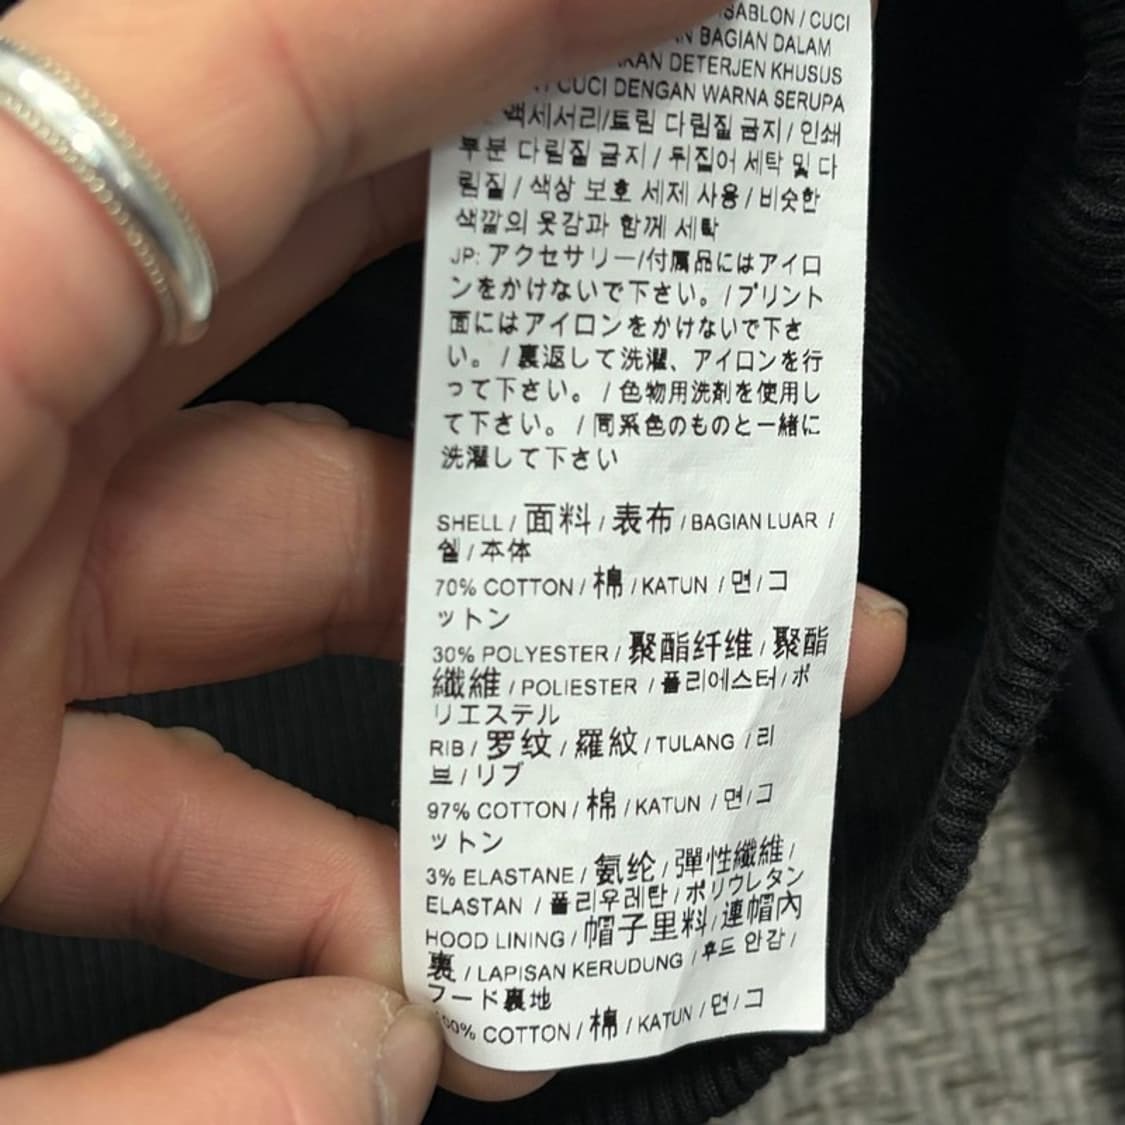 SABLON / CUCI
BAGIAN DALAM
DETERJEN KHUSUS
CUCI DENGAN WARNA SERUPA
액세서리/트림 다림질 금지 / 인쇄
부분 다림질 금지 / 뒤집어 세탁 및 다
림질 / 색상 보호 세제 사용 / 비슷한
색깔의 옷감과 함께 세탁
JP: アクセサリー/付属品にはアイロ
ンをかけないで下さい。/プリント
面にはアイロンをかけないで下さ
い。/ 裏返して洗濯、アイロンを行
って下さい。/ 色物用洗剤を使用し
て下さい。/ 同系色のものと一緒に
洗濯して下さい
SHELL / 面料 / 表布 / BAGIAN LUAR /
쉘 / 本体
70% COTTON / 棉 / KATUN / 면 / コ
ットン
30% POLYESTER / 聚酯纤维 / 聚酯
纖維 / POLIESTER / 폴리에스터 / ポ
リエステル
RIB / 罗纹 / 羅紋 / TULANG / 리
브 / リブ
97% COTTON / 棉 / KATUN / 면 / コ
ットン
3% ELASTANE / 氨纶 / 彈性纖維 /
ELASTAN / 폴리우레탄 / ポリウレタン
HOOD LINING / 帽子里料 / 連帽內
裏 / LAPISAN KERUDUNG / 후드 안감 /
フード裏地
00% COTTON / 棉 / KATUN / 면 / コ